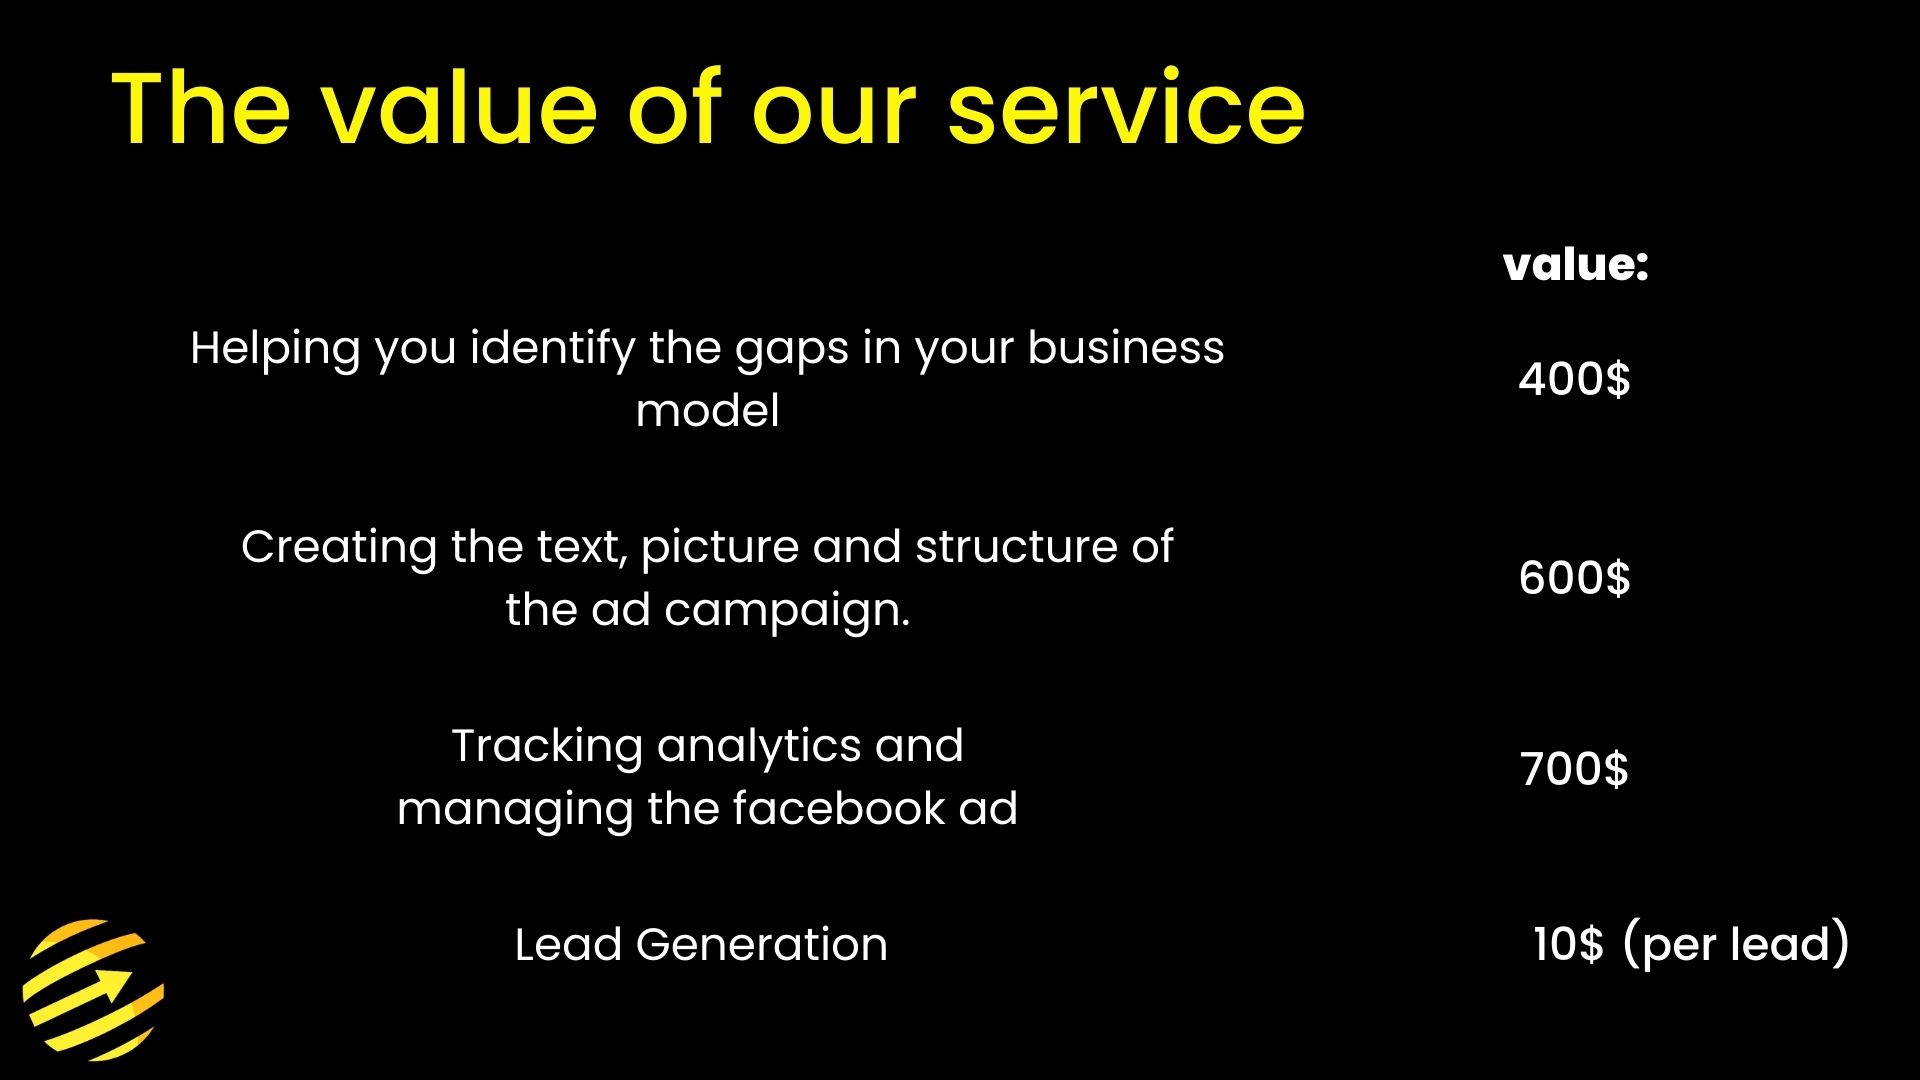 The value of our service
value:
Helping you identify the gaps in your business
model
400$
Creating the text, picture and structure of
the ad campaign.
600$
Tracking analytics and
managing the facebook ad
700$
Lead Generation
10$ (per lead)